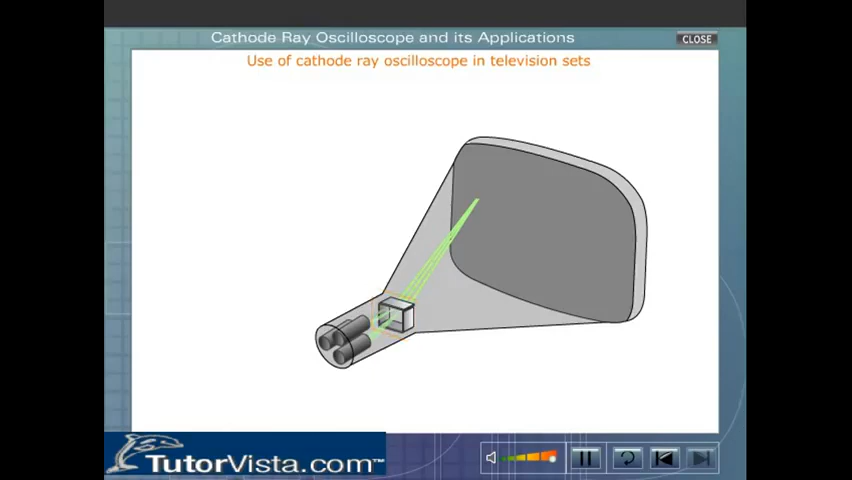 Cathode Ray Oscilloscope and its Applications
CLOSE
Use of cathode ray oscilloscope in television sets
TutorVista.com™